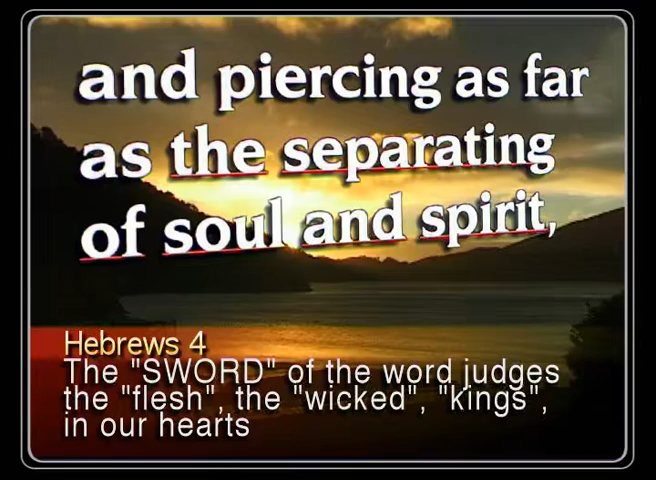 and piercing as far
as the separating
of soul and spirit,
Hebrews 4
The "SWORD" of the word judges
the "flesh", the "wicked", "kings",
in our hearts